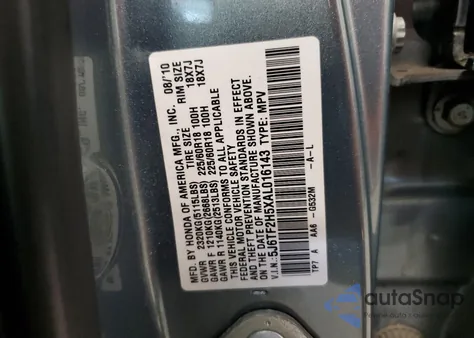 MFD. BY HONDA OF AMERICA MFG., INC. 08/'10
TIRE SIZE RIM SIZE
GVWR 2320KG(5115LBS)
GAWR F 1210KG(2668LBS) 225/60R18 100H 18X7J
GAWR R 1140KG(2513LBS) 225/60R18 100H 18X7J
THIS VEHICLE CONFORMS TO ALL APPLICABLE
FEDERAL MOTOR VEHICLE SAFETY
AND THEFT PREVENTION STANDARDS IN EFFECT
ON THE DATE OF MANUFACTURE SHOWN ABOVE.
V.I.N.: 5J6TF2H5XAL016143 TYPE: MPV
TP7 A AA6 -G532M -A-L
autaSnap